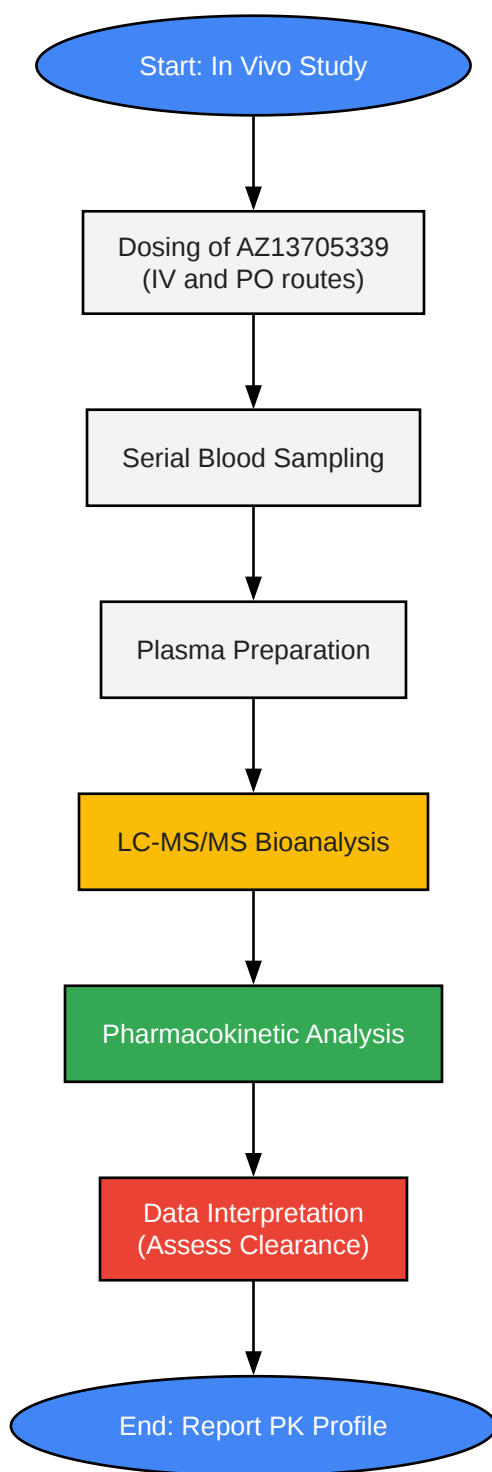 Start: In Vivo Study
Dosing of AZ13705339
(IV and PO routes)
Serial Blood Sampling
Plasma Preparation
LC-MS/MS Bioanalysis
Pharmacokinetic Analysis
Data Interpretation
(Assess Clearance)
End: Report PK Profile